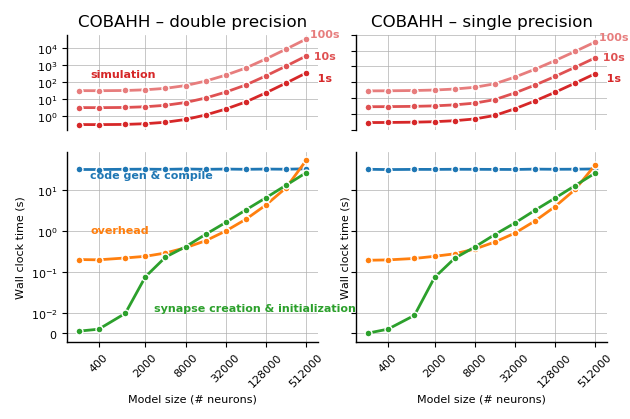 COBAHH – double precision
COBAHH – single precision
10⁴
10³
10²
10¹
10⁰
simulation
100s
10s
1s
100s
10s
1s
Wall clock time (s)
10¹
10⁰
10⁻¹
10⁻²
0
code gen & compile
overhead
synapse creation & initialization
Wall clock time (s)
400
2000
8000
32000
128000
512000
400
2000
8000
32000
128000
512000
Model size (# neurons)
Model size (# neurons)